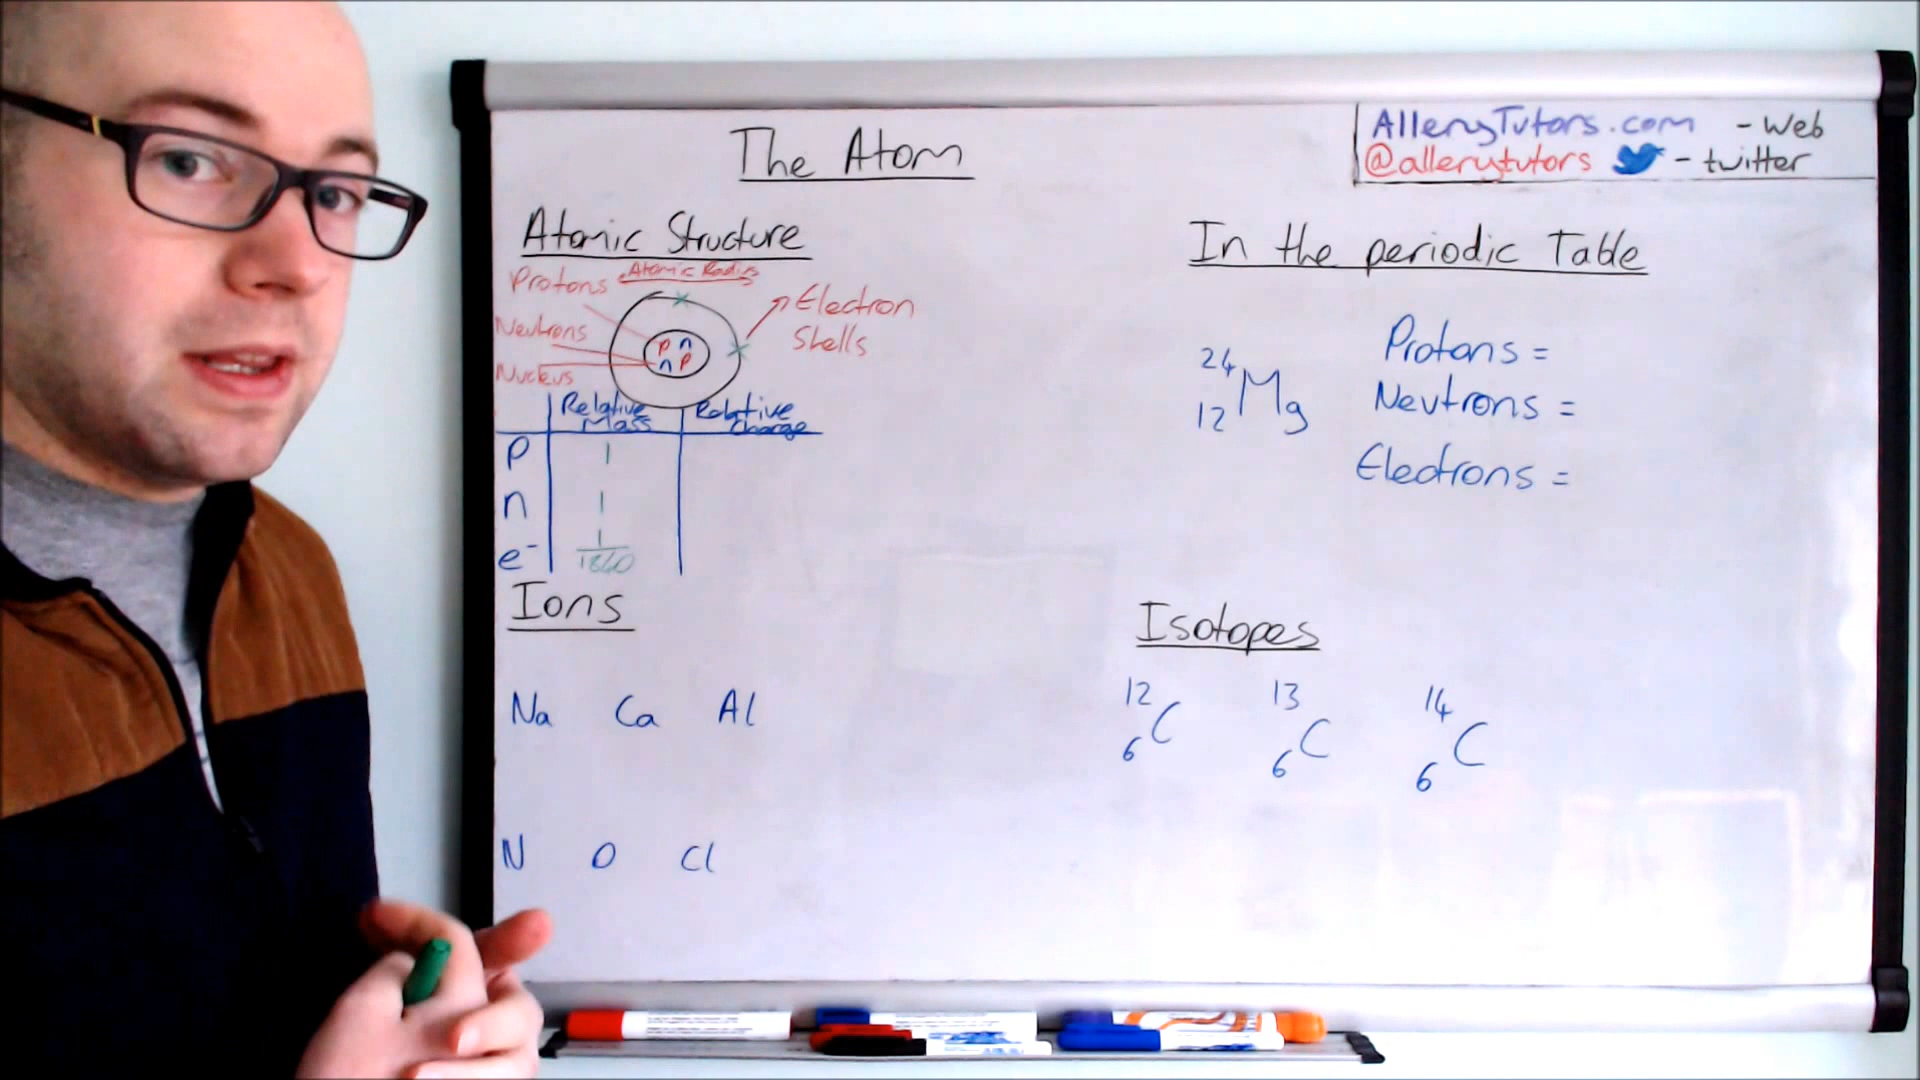 The Atom
AlleryTutors.com - Web
@allerytutors - twitter
Atomic Structure
Protons
Atomic Radius
Neutrons
Nucleus
Electron
Shells
p n
n p
Relative
Mass
Relative
Charge
p 1
n 1
e⁻ 1/1840
Ions
Na Ca Al
N O Cl
In the periodic Table
24
12 Mg
Protons =
Neutrons =
Electrons =
Isotopes
12 13 14
C C C
6 6 6